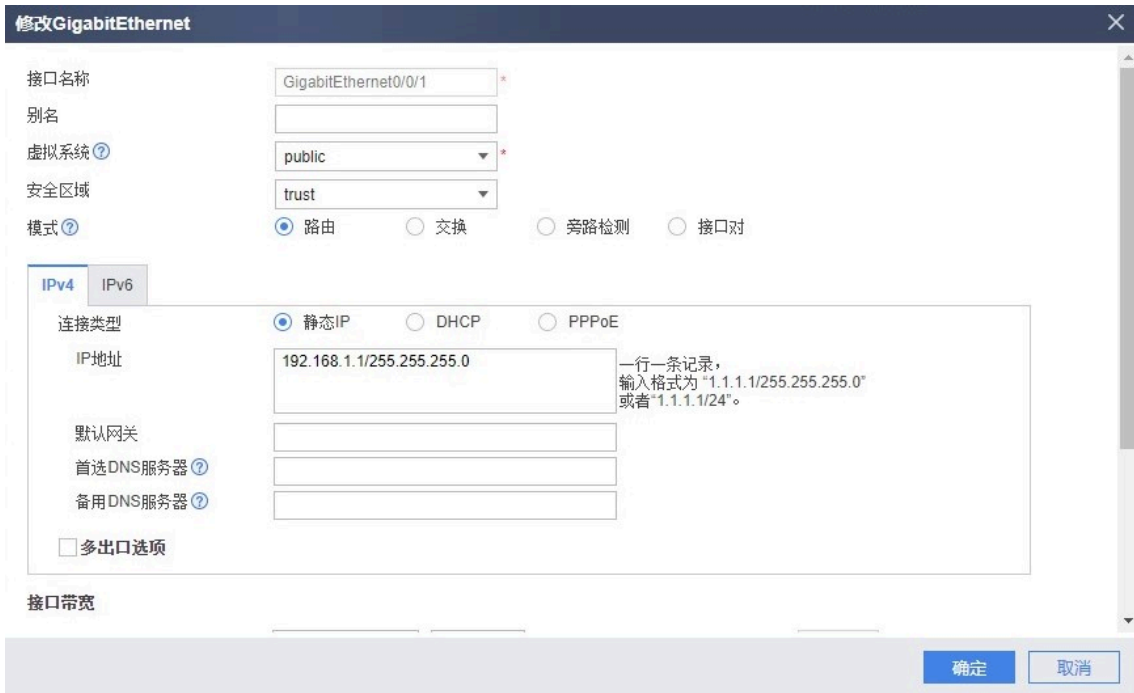 修改GigabitEthernet
接口名称 GigabitEthernet0/0/1 *
别名
虚拟系统 ? public *
安全区域 trust
模式 ? 路由 交换 旁路检测 接口对
IPv4 IPv6
连接类型 静态IP DHCP PPPoE
IP地址 192.168.1.1/255.255.255.0
一行一条记录，
输入格式为 “1.1.1.1/255.255.255.0”
或者“1.1.1.1/24”。
默认网关
首选DNS服务器 ?
备用DNS服务器 ?
多出口选项
接口带宽
确定 取消